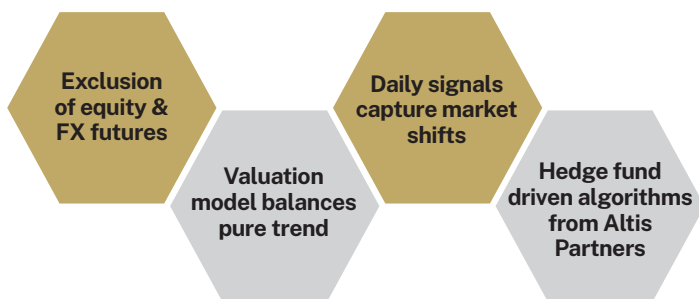 Exclusion
of equity &
FX futures
Valuation
model balances
pure trend
Daily signals
capture market
shifts
Hedge fund
driven algorithms
from Altis
Partners